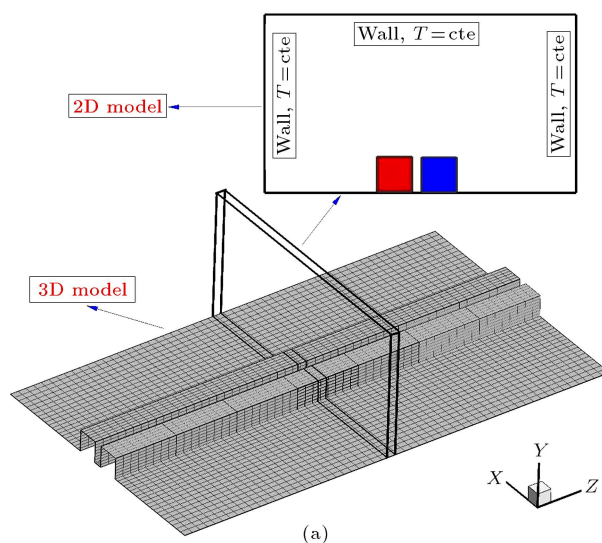 Wall, T=cte
Wall, T=cte
Wall, T=cte
2D model
3D model
Y
X
Z
(a)